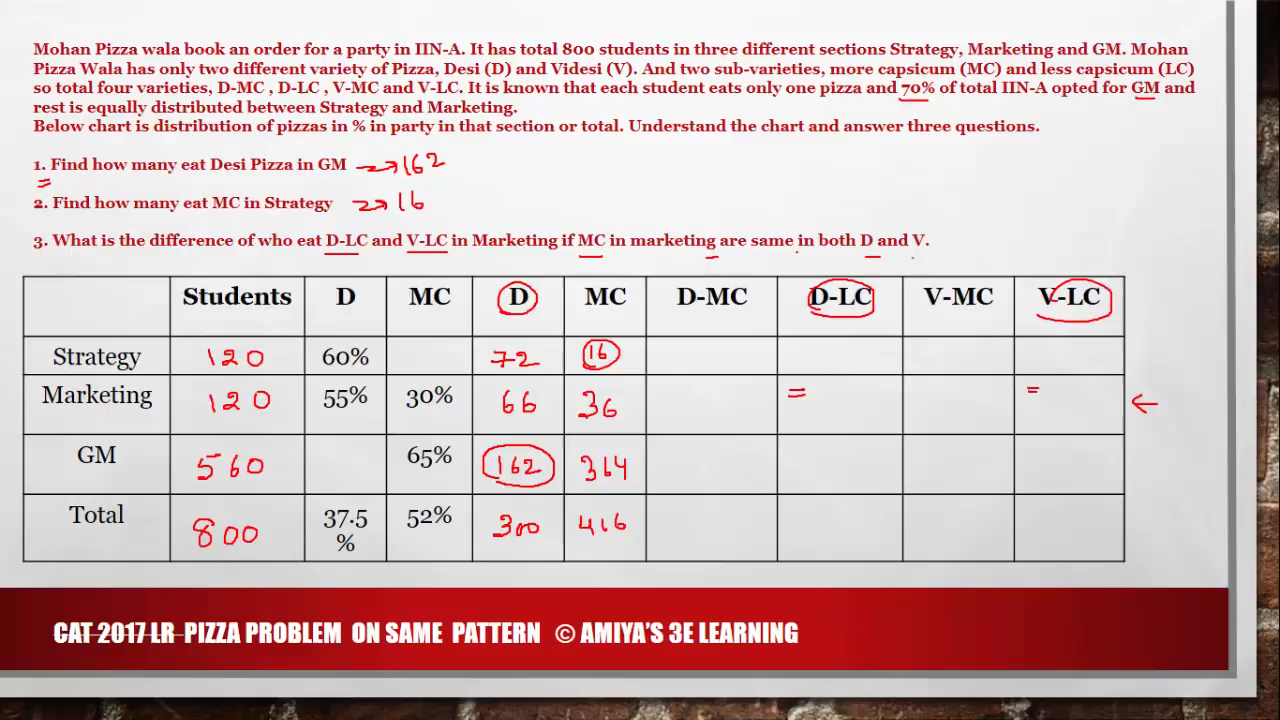 Mohan Pizza wala book an order for a party in IIN-A. It has total 800 students in three different sections Strategy, Marketing and GM. Mohan
Pizza Wala has only two different variety of Pizza, Desi (D) and Videsi (V). And two sub-varieties, more capsicum (MC) and less capsicum (LC)
so total four varieties, D-MC , D-LC , V-MC and V-LC. It is known that each student eats only one pizza and 70% of total IIN-A opted for GM and
rest is equally distributed between Strategy and Marketing.
Below chart is distribution of pizzas in % in party in that section or total. Understand the chart and answer three questions.
1. Find how many eat Desi Pizza in GM → 162
2. Find how many eat MC in Strategy → 16
3. What is the difference of who eat D-LC and V-LC in Marketing if MC in marketing are same in both D and V.
Students D MC D MC D-MC D-LC V-MC V-LC
Strategy 120 60% 72 16
Marketing 120 55% 30% 66 36 = = ←
GM 560 65% 162 364
Total 800 37.5 52% 300 416
%
CAT 2017 LR PIZZA PROBLEM ON SAME PATTERN © AMIYA'S 3E LEARNING